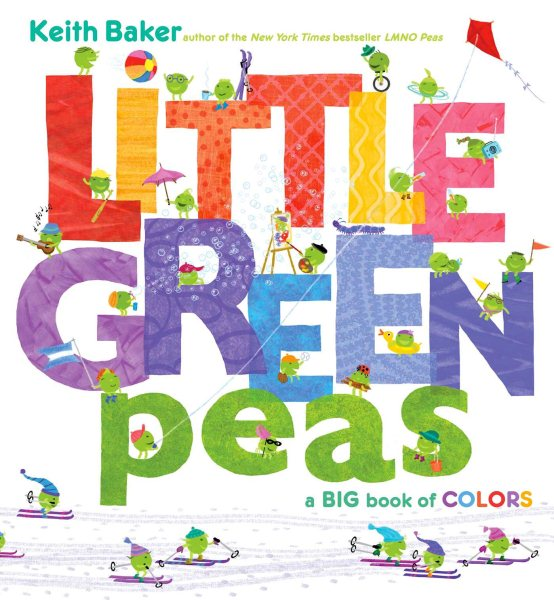 Keith Baker author of the New York Times bestseller LMNO Peas
LiTTLE
GREEN
peas
a BIG book of COLORS